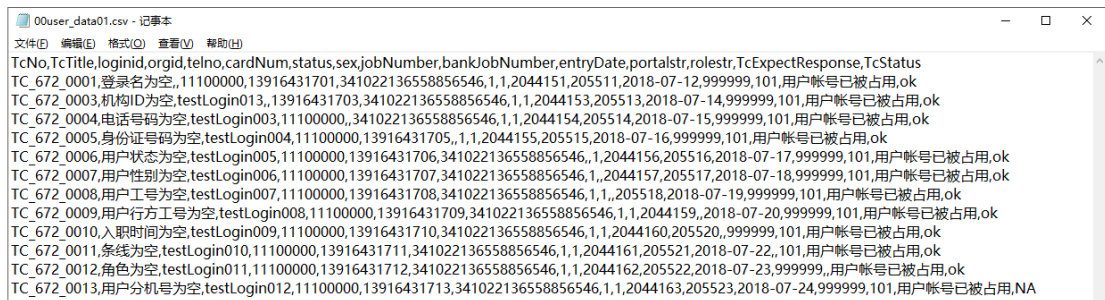 00user_data01.csv - 记事本
文件(F) 编辑(E) 格式(O) 查看(V) 帮助(H)
TcNo,TcTitle,loginid,orgid,telno,cardNum,status,sex,jobNumber,bankJobNumber,entryDate,portalstr,rolestr,TcExpectResponse,TcStatus
TC_672_0001,登录名为空,,11100000,13916431701,341022136558856546,1,1,2044151,205511,2018-07-12,999999,101,用户帐号已被占用,ok
TC_672_0003,机构ID为空,testLogin013,,13916431703,341022136558856546,1,1,2044153,205513,2018-07-14,999999,101,用户帐号已被占用,ok
TC_672_0004,电话号码为空,testLogin003,11100000,,341022136558856546,1,1,2044154,205514,2018-07-15,999999,101,用户帐号已被占用,ok
TC_672_0005,身份证号码为空,testLogin004,11100000,13916431705,,1,1,2044155,205515,2018-07-16,999999,101,用户帐号已被占用,ok
TC_672_0006,用户状态为空,testLogin005,11100000,13916431706,341022136558856546,,1,2044156,205516,2018-07-17,999999,101,用户帐号已被占用,ok
TC_672_0007,用户性别为空,testLogin006,11100000,13916431707,341022136558856546,1,,2044157,205517,2018-07-18,999999,101,用户帐号已被占用,ok
TC_672_0008,用户工号为空,testLogin007,11100000,13916431708,341022136558856546,1,1,,205518,2018-07-19,999999,101,用户帐号已被占用,ok
TC_672_0009,用户行方工号为空,testLogin008,11100000,13916431709,341022136558856546,1,1,2044159,,2018-07-20,999999,101,用户帐号已被占用,ok
TC_672_0010,入职时间为空,testLogin009,11100000,13916431710,341022136558856546,1,1,2044160,205520,,999999,101,用户帐号已被占用,ok
TC_672_0011,条线为空,testLogin010,11100000,13916431711,341022136558856546,1,1,2044161,205521,2018-07-22,,101,用户帐号已被占用,ok
TC_672_0012,角色为空,testLogin011,11100000,13916431712,341022136558856546,1,1,2044162,205522,2018-07-23,999999,,用户帐号已被占用,ok
TC_672_0013,用户分机号为空,testLogin012,11100000,13916431713,341022136558856546,1,1,2044163,205523,2018-07-24,999999,101,用户帐号已被占用,NA